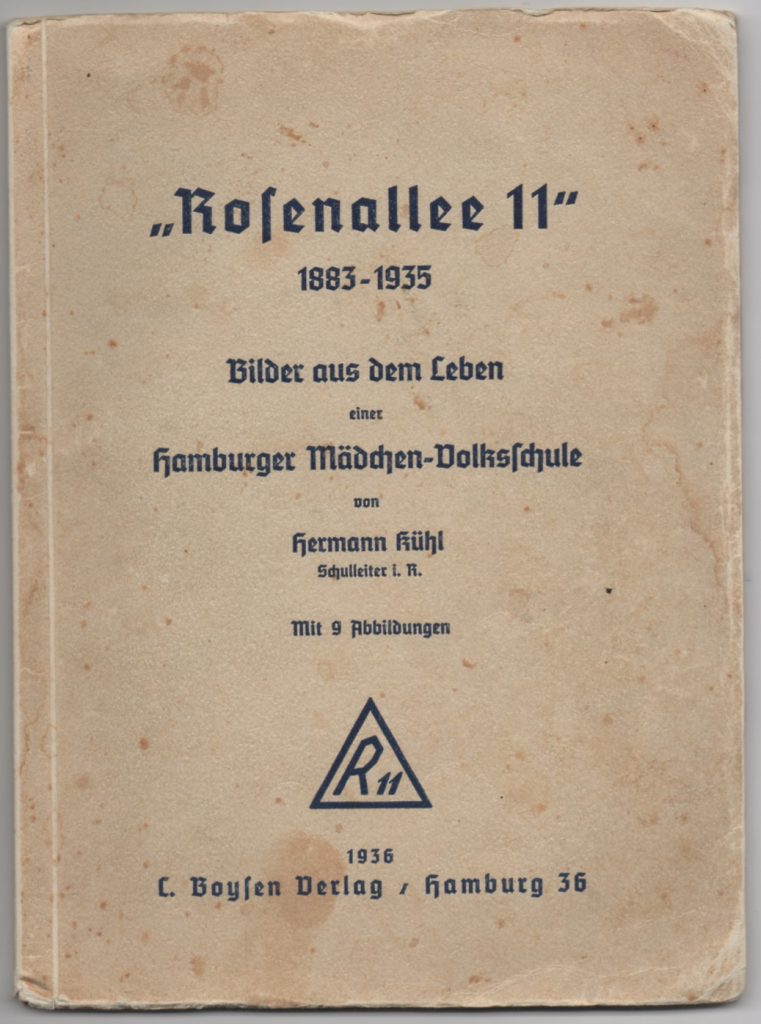 „Roſenallee 11“
1883-1935
Bilder aus dem Leben
einer
Hamburger Mädchen-Volksſchule
von
Hermann Kühl
Schulleiter i. R.
Mit 9 Abbildungen
R 11
1936
C. Boyſen Verlag / Hamburg 36